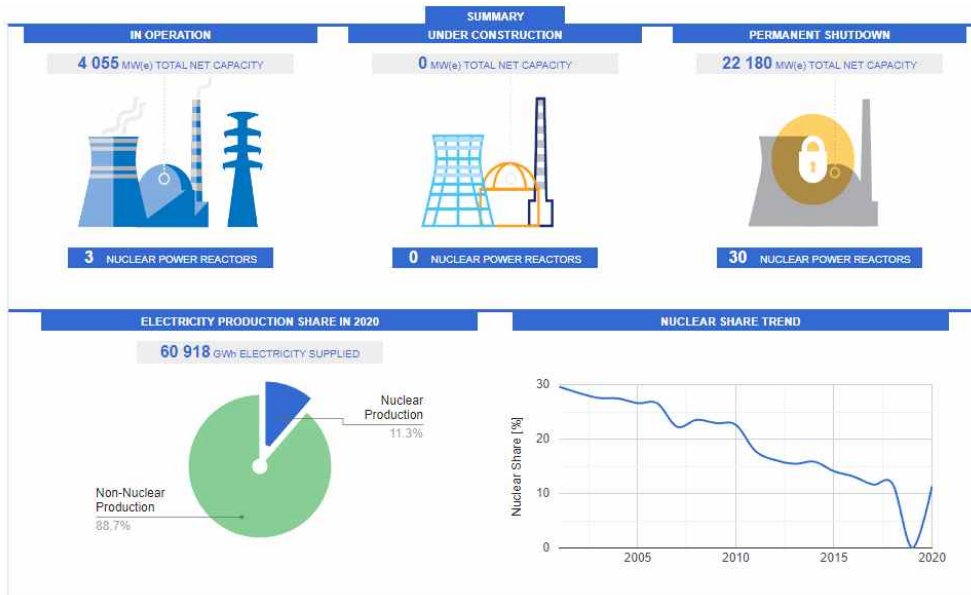 SUMMARY
IN OPERATION
4 055 MW(e) TOTAL NET CAPACITY
3 NUCLEAR POWER REACTORS
UNDER CONSTRUCTION
0 MW(e) TOTAL NET CAPACITY
0 NUCLEAR POWER REACTORS
PERMANENT SHUTDOWN
22 180 MW(e) TOTAL NET CAPACITY
30 NUCLEAR POWER REACTORS
ELECTRICITY PRODUCTION SHARE IN 2020
60 918 GWh ELECTRICITY SUPPLIED
Nuclear
Production
11.3%
Non-Nuclear
Production
88.7%
NUCLEAR SHARE TREND
Nuclear Share [%]
30
20
10
0
2005
2010
2015
2020